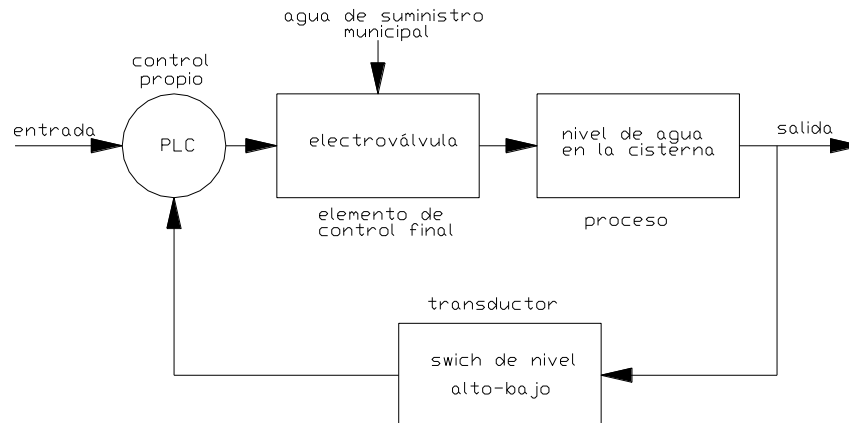 agua de suministro
municipal
control
propio
entrada
PLC
electroválvula
nivel de agua
en la cisterna
salida
elemento de
control final
proceso
transductor
swich de nivel
alto-bajo